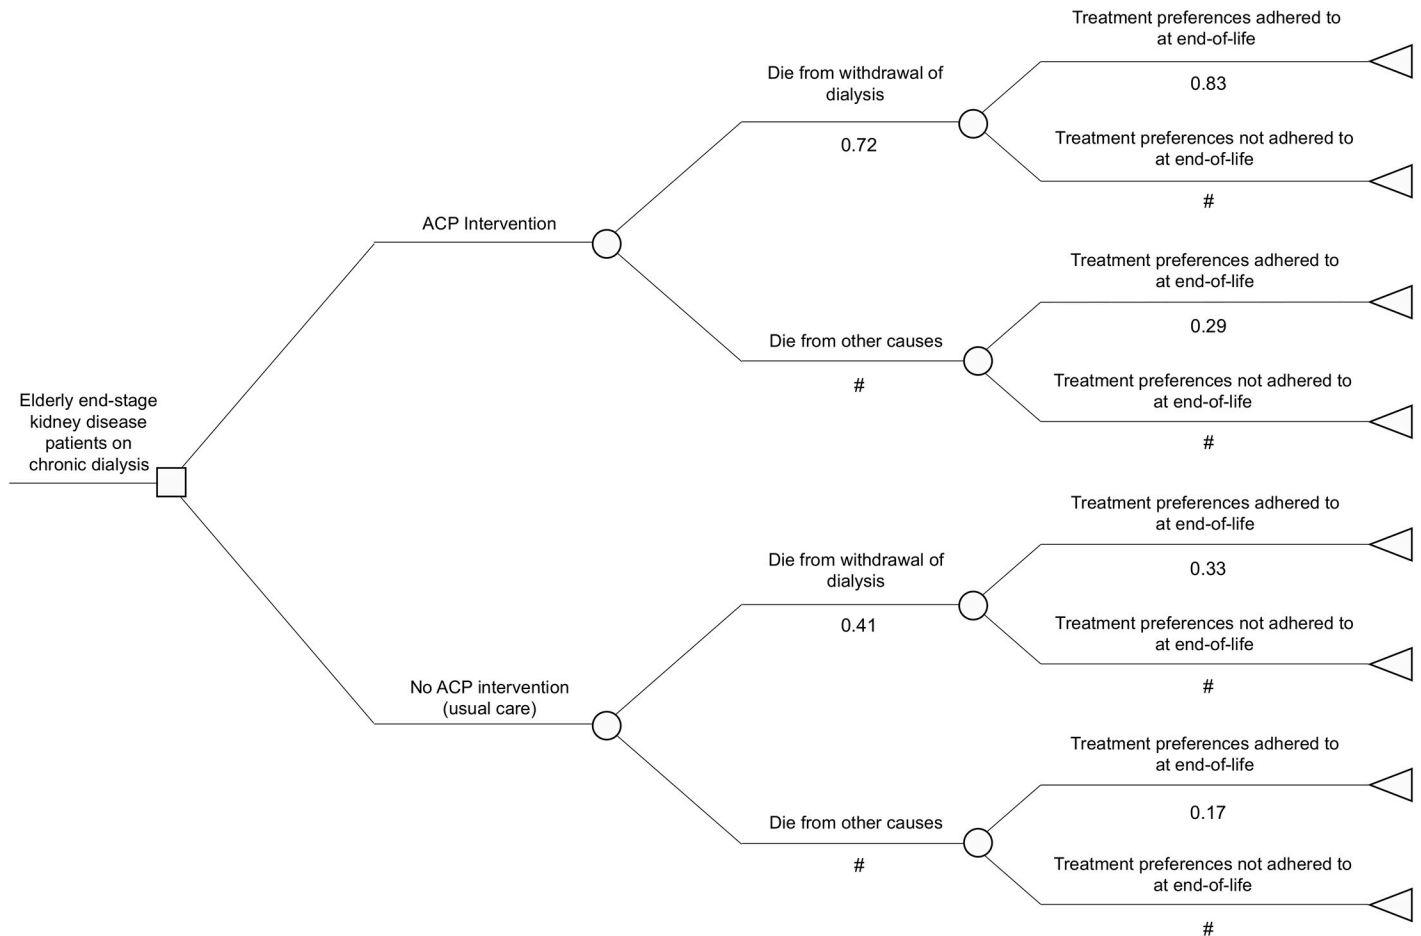 Treatment preferences adhered to
at end-of-life
0.83
Die from withdrawal of
dialysis
0.72
Treatment preferences not adhered to
at end-of-life
#
ACP Intervention
Treatment preferences adhered to
at end-of-life
0.29
Die from other causes
#
Treatment preferences not adhered to
at end-of-life
#
Elderly end-stage
kidney disease
patients on
chronic dialysis
Treatment preferences adhered to
at end-of-life
0.33
Die from withdrawal of
dialysis
0.41
Treatment preferences not adhered to
at end-of-life
#
No ACP intervention
(usual care)
Treatment preferences adhered to
at end-of-life
0.17
Die from other causes
#
Treatment preferences not adhered to
at end-of-life
#